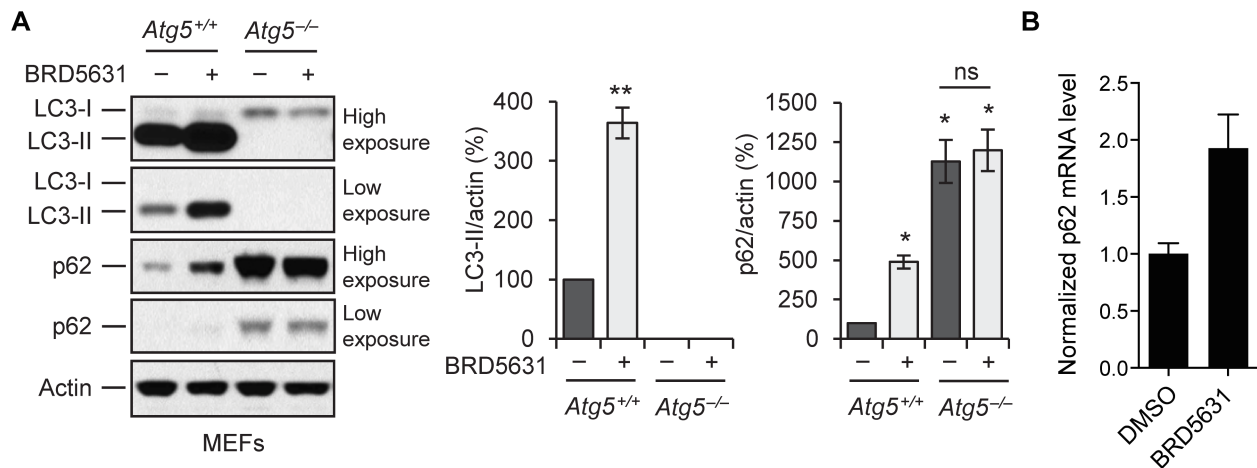 A
Atg5+/+ Atg5–/–
BRD5631 – + – +
LC3-I
LC3-II
High
exposure
LC3-I
LC3-II
Low
exposure
p62
High
exposure
p62
Low
exposure
Actin
MEFs
LC3-II/actin (%)
400
300
200
100
0
**
BRD5631 – + – +
Atg5+/+ Atg5–/–
p62/actin (%)
1500
1250
1000
750
500
250
0
ns
* * *
– + – +
Atg5+/+ Atg5–/–
B
Normalized p62 mRNA level
2.5
2.0
1.5
1.0
0.5
0.0
DMSO
BRD5631